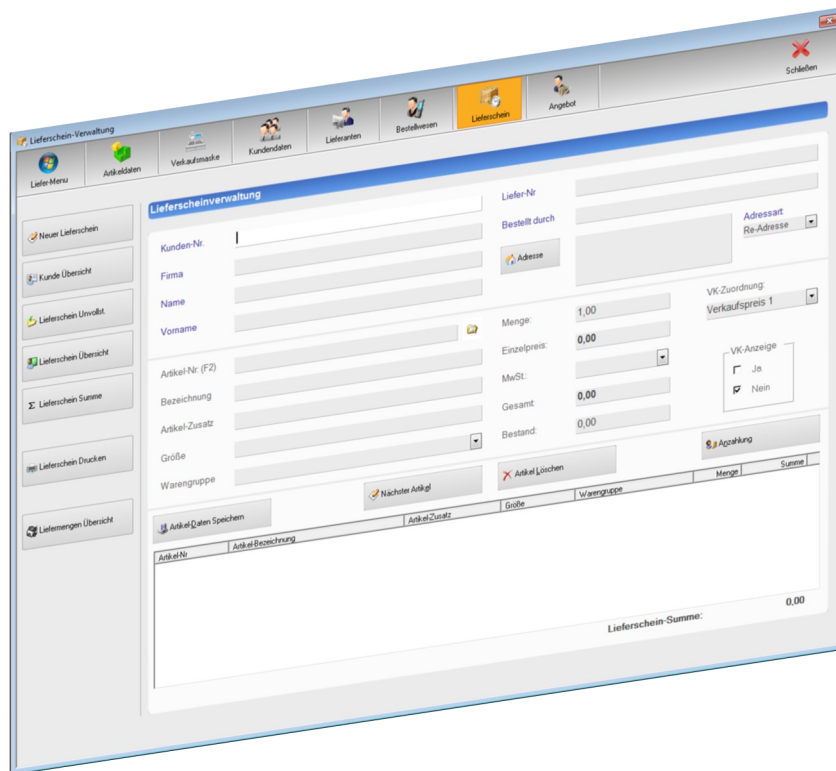 Lieferschein-Verwaltung
Liefer-Menu
Artikeldaten
Verkaufsmaske
Kundendaten
Lieferanten
Bestellwesen
Lieferschein
Angebot
Schließen
Neuer Lieferschein
Kunde Übersicht
Lieferschein Unvollst.
Lieferschein Übersicht
Σ Lieferschein Summe
Lieferschein Drucken
Liefermengen Übersicht
Lieferscheinverwaltung
Kunden-Nr.
Firma
Name
Vorname
Liefer-Nr
Bestellt durch
Adresse
Adressart:
Re-Adresse
Artikel-Nr. (F2)
Bezeichnung
Artikel-Zusatz
Größe
Warengruppe
Menge: 1,00
Einzelpreis: 0,00
MwSt.:
Gesamt: 0,00
Bestand: 0,00
VK-Zuordnung:
Verkaufspreis 1
VK-Anzeige
Ja
Nein
Artikel-Daten Speichern
Nächster Artikel
Artikel Löschen
Anzahlung
Artikel-Nr Artikel-Bezeichnung Artikel-Zusatz Größe Warengruppe Menge Summe
Lieferschein-Summe: 0,00